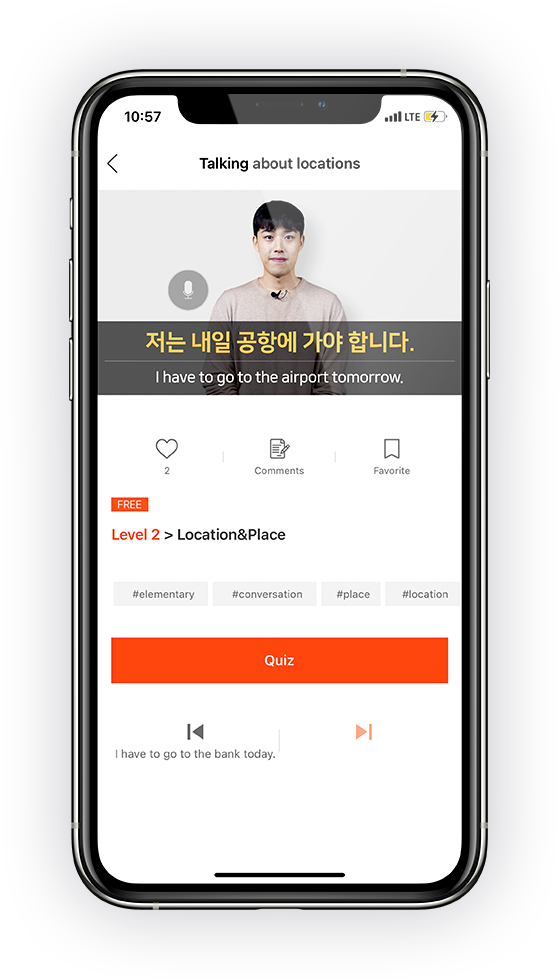 10:57
LTE
Talking about locations
저는 내일 공항에 가야 합니다.
I have to go to the airport tomorrow.
2
Comments
Favorite
FREE
Level 2 > Location&Place
#elementary
#conversation
#place
#location
Quiz
I have to go to the bank today.